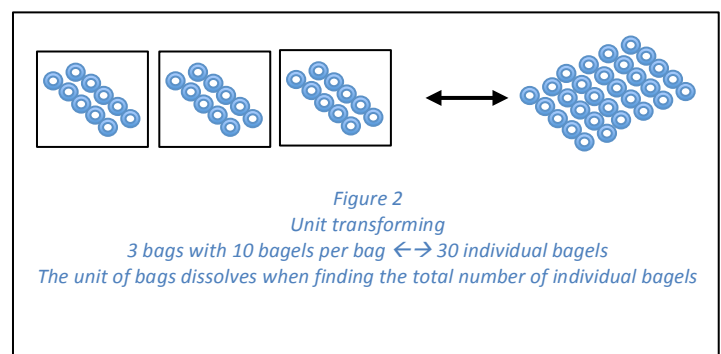 Figure 2
Unit transforming
3 bags with 10 bagels per bag ←→ 30 individual bagels
The unit of bags dissolves when finding the total number of individual bagels